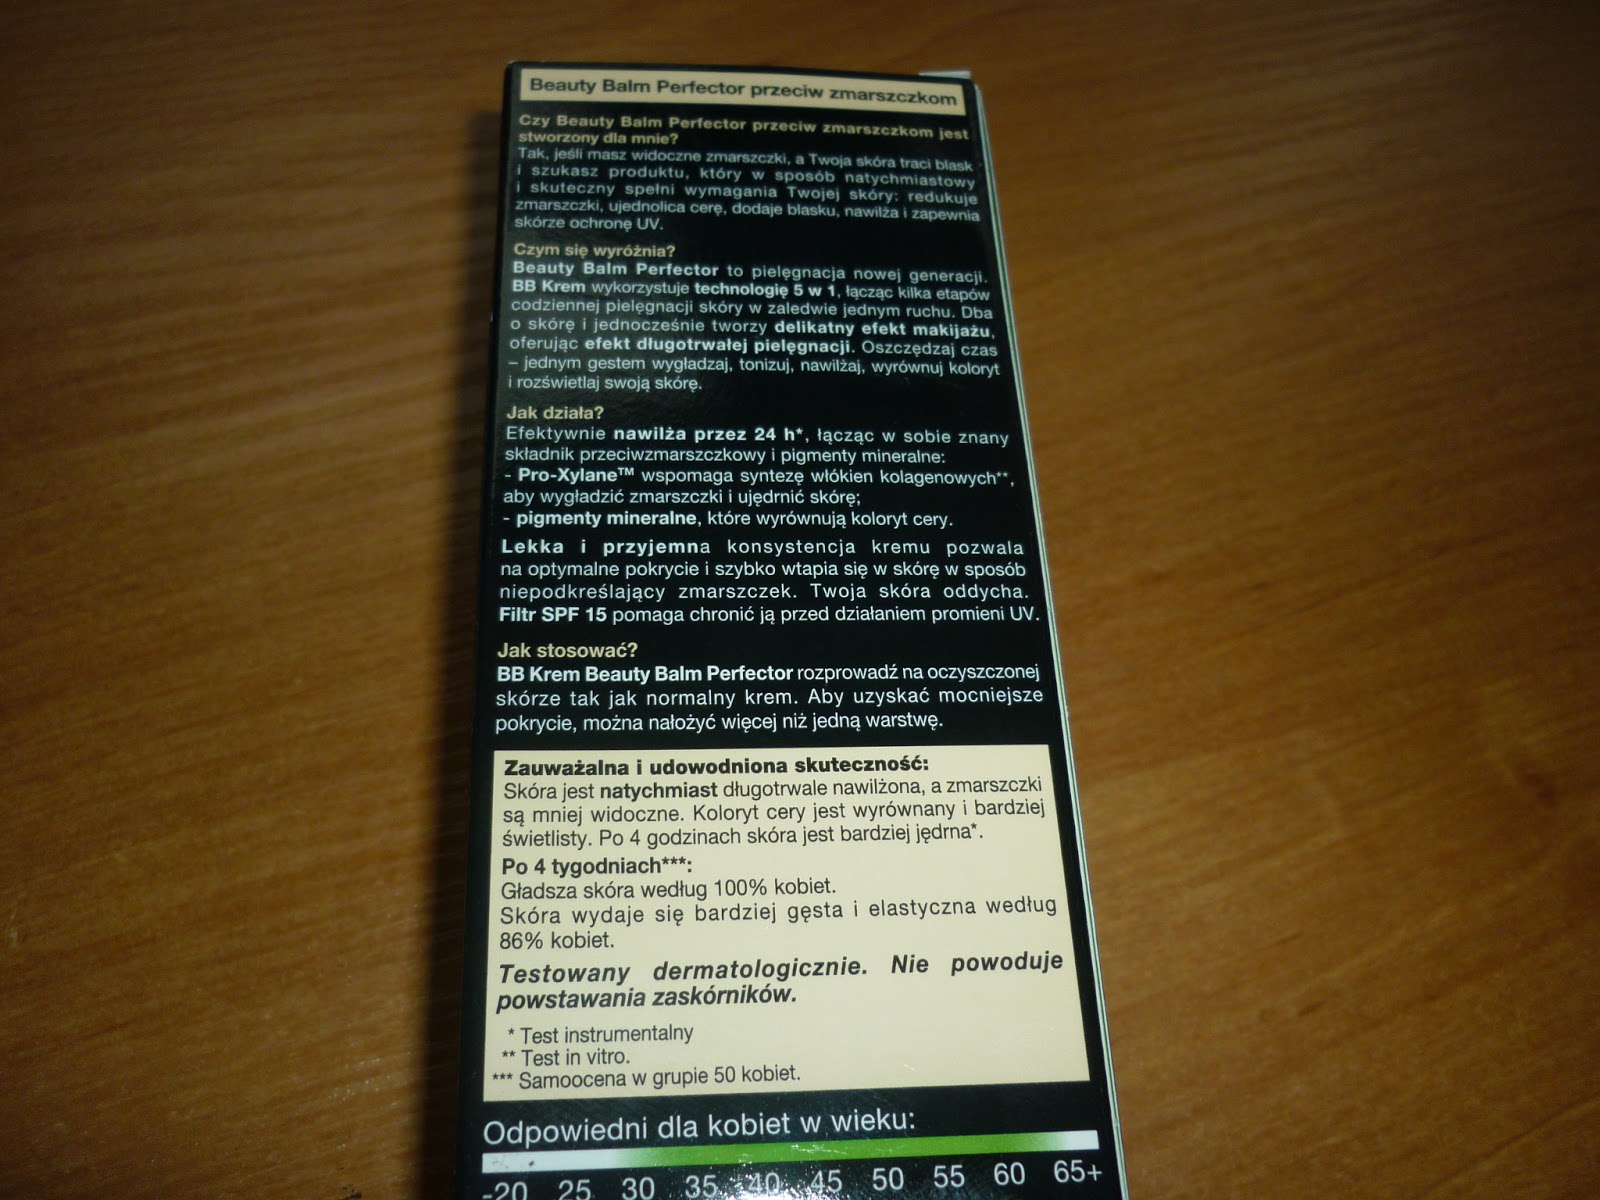 Beauty Balm Perfector przeciw zmarszczkom
Czy Beauty Balm Perfector przeciw zmarszczkom jest
stworzony dla mnie?
Tak, jeśli masz widoczne zmarszczki, a Twoja skóra traci blask
i szukasz produktu, który w sposób natychmiastowy
i skuteczny spełni wymagania Twojej skóry: redukuje
zmarszczki, ujednolica cerę, dodaje blasku, nawilża i zapewnia
skórze ochronę UV.
Czym się wyróżnia?
Beauty Balm Perfector to pielęgnacja nowej generacji.
BB Krem wykorzystuje technologię 5 w 1, łącząc kilka etapów
codziennej pielęgnacji skóry w zaledwie jednym ruchu. Dba
o skórę i jednocześnie tworzy delikatny efekt makijażu,
oferując efekt długotrwałej pielęgnacji. Oszczędzaj czas
– jednym gestem wygładzaj, tonizuj, nawilżaj, wyrównuj koloryt
i rozświetlaj swoją skórę.
Jak działa?
Efektywnie nawilża przez 24 h*, łącząc w sobie znany
składnik przeciwzmarszczkowy i pigmenty mineralne:
- Pro-Xylane™ wspomaga syntezę włókien kolagenowych**,
aby wygładzić zmarszczki i ujędrnić skórę;
- pigmenty mineralne, które wyrównują koloryt cery.
Lekka i przyjemna konsystencja kremu pozwala
na optymalne pokrycie i szybko wtapia się w skórę w sposób
niepodkreślający zmarszczek. Twoja skóra oddycha.
Filtr SPF 15 pomaga chronić ją przed działaniem promieni UV.
Jak stosować?
BB Krem Beauty Balm Perfector rozprowadź na oczyszczonej
skórze tak jak normalny krem. Aby uzyskać mocniejsze
pokrycie, można nałożyć więcej niż jedną warstwę.
Zauważalna i udowodniona skuteczność:
Skóra jest natychmiast długotrwale nawilżona, a zmarszczki
są mniej widoczne. Koloryt cery jest wyrównany i bardziej
świetlisty. Po 4 godzinach skóra jest bardziej jędrna*.
Po 4 tygodniach***:
Gładsza skóra według 100% kobiet.
Skóra wydaje się bardziej gęsta i elastyczna według
86% kobiet.
Testowany dermatologicznie. Nie powoduje
powstawania zaskórników.
* Test instrumentalny
** Test in vitro.
*** Samoocena w grupie 50 kobiet.
Odpowiedni dla kobiet w wieku:
-20 25 30 35 40 45 50 55 60 65+